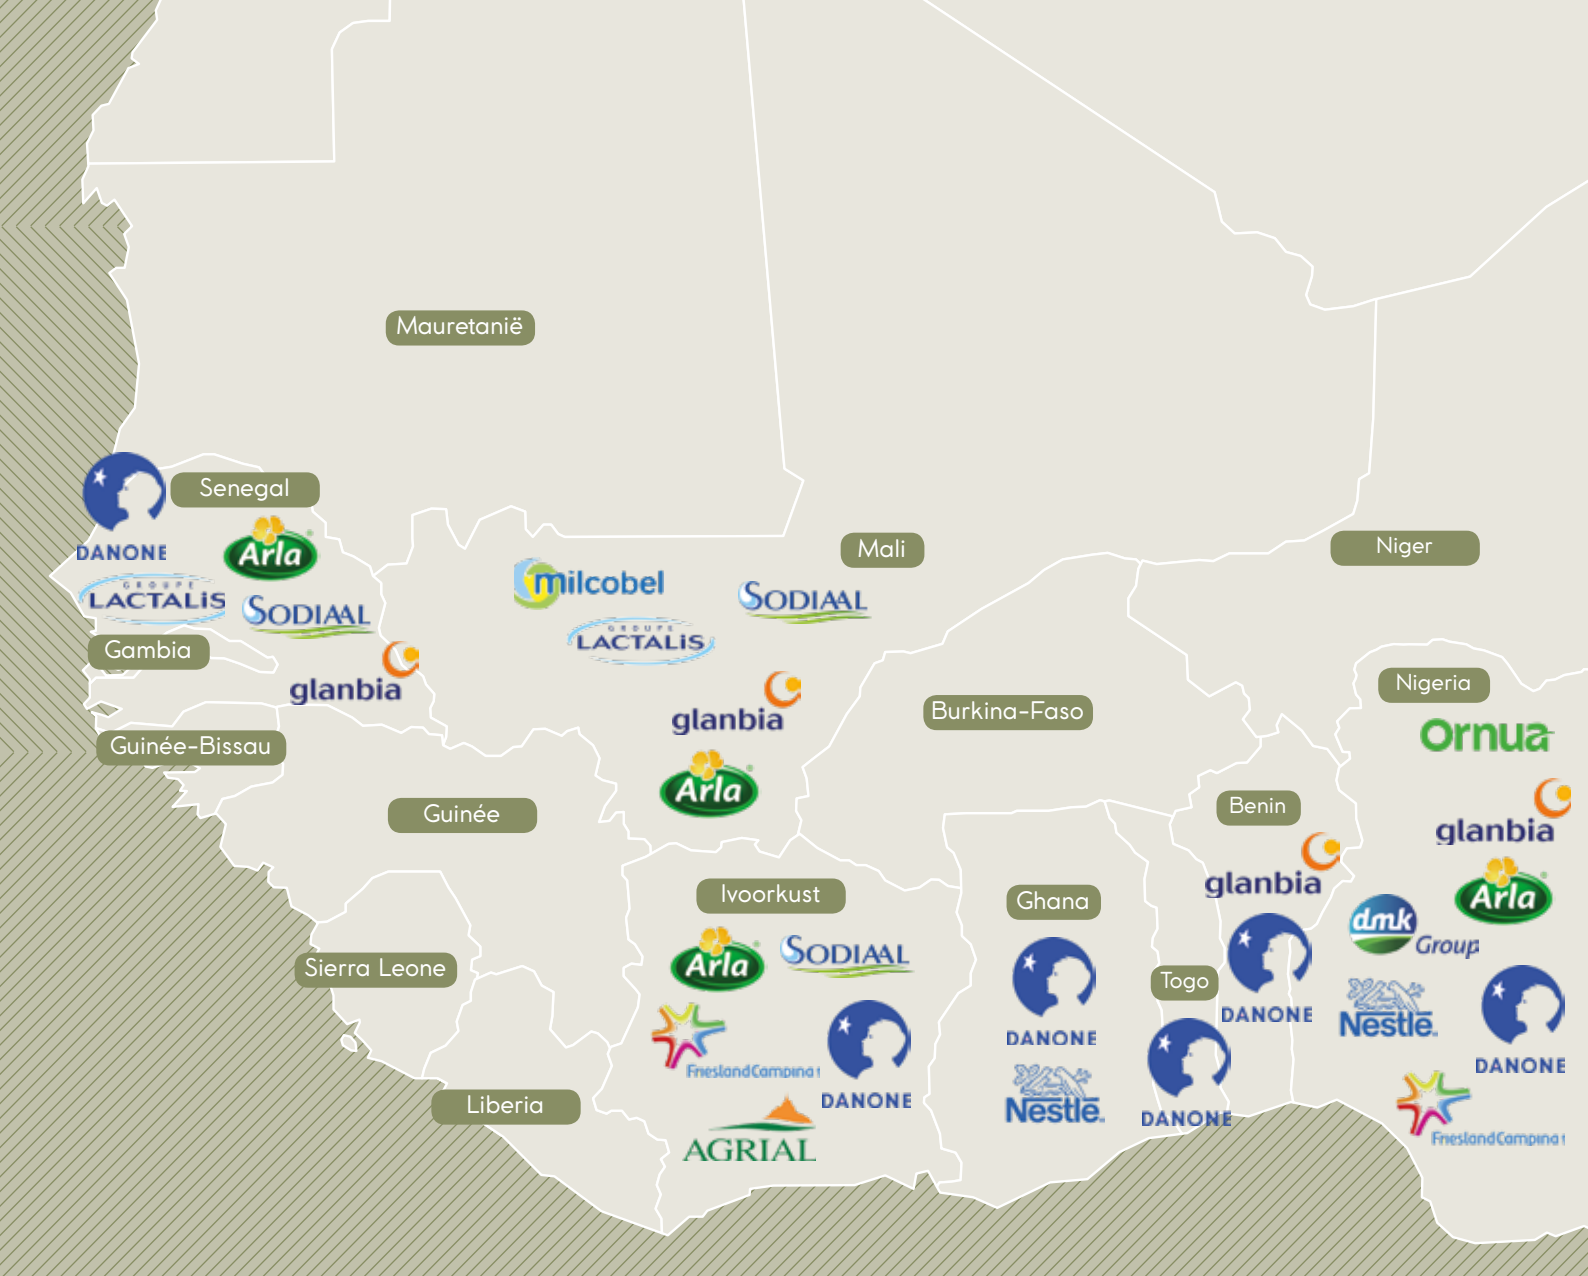 Mauretanië
Senegal
DANONE
Arla
GROUPE
LACTALIS
SODIAAL
Gambia
glanbia
Guinée-Bissau
Guinée
Sierra Leone
Liberia
Mali
milcobel
SODIAAL
GROUPE
LACTALIS
glanbia
Arla
Burkina-Faso
Niger
Nigeria
Ornua
glanbia
Arla
dmk
Group
Nestlé
DANONE
FrieslandCampina
Benin
glanbia
DANONE
Togo
DANONE
Ghana
DANONE
Nestlé
Ivoorkust
Arla
SODIAAL
FrieslandCampina
DANONE
AGRIAL